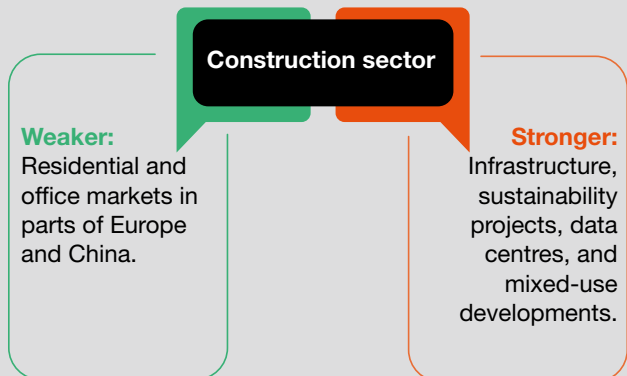 Construction sector
Weaker:
Residential and
office markets in
parts of Europe
and China.
Stronger:
Infrastructure,
sustainability
projects, data
centres, and
mixed-use
developments.